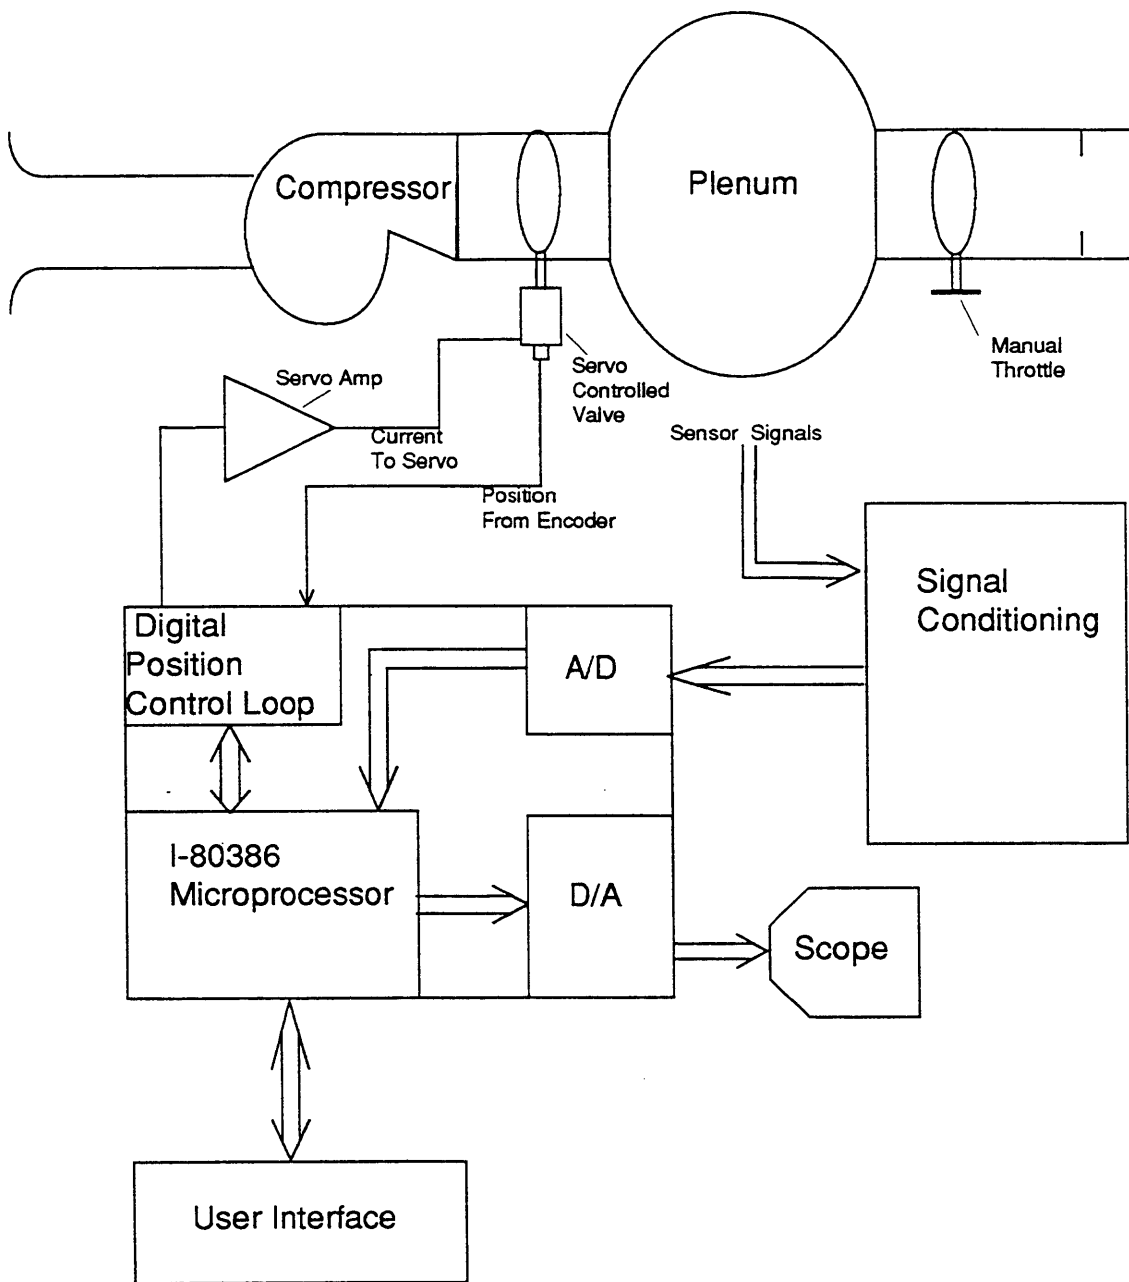 Compressor
Plenum
Servo
Controlled
Valve
Manual
Throttle
Servo Amp
Current
To Servo
Sensor Signals
Position
From Encoder
Signal
Conditioning
Digital
Position
Control Loop
A/D
I-80386
Microprocessor
D/A
Scope
User Interface